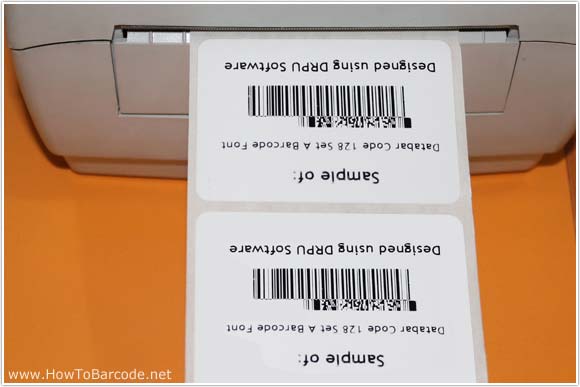 Sample of:
Databar Code 128 Set A Barcode Font
Designed using DRPU Software
Sample of:
Databar Code 128 Set A Barcode Font
Designed using DRPU Software
www.HowToBarcode.net